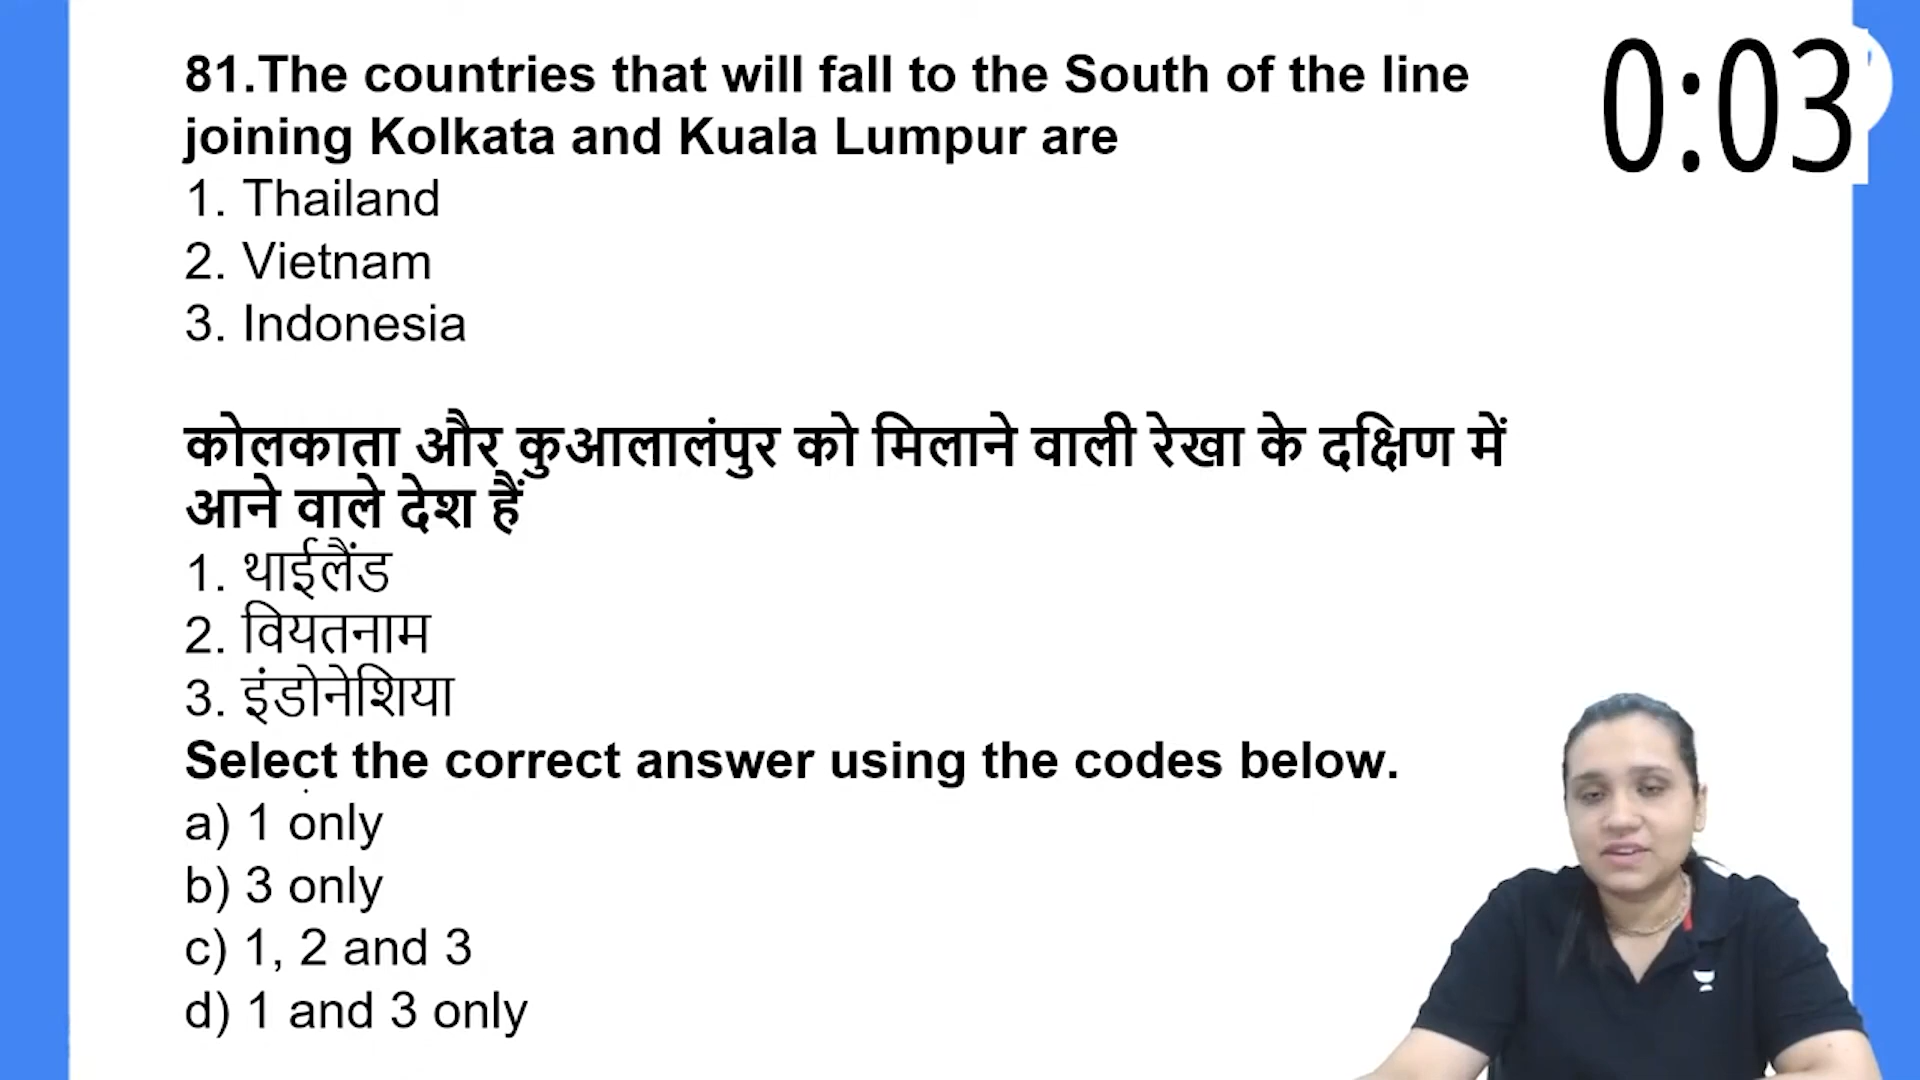 81.The countries that will fall to the South of the line
joining Kolkata and Kuala Lumpur are
1. Thailand
2. Vietnam
3. Indonesia
कोलकाता और कुआलालंपुर को मिलाने वाली रेखा के दक्षिण में
आने वाले देश हैं
1. थाईलैंड
2. वियतनाम
3. इंडोनेशिया
Select the correct answer using the codes below.
a) 1 only
b) 3 only
c) 1, 2 and 3
d) 1 and 3 only
0:03